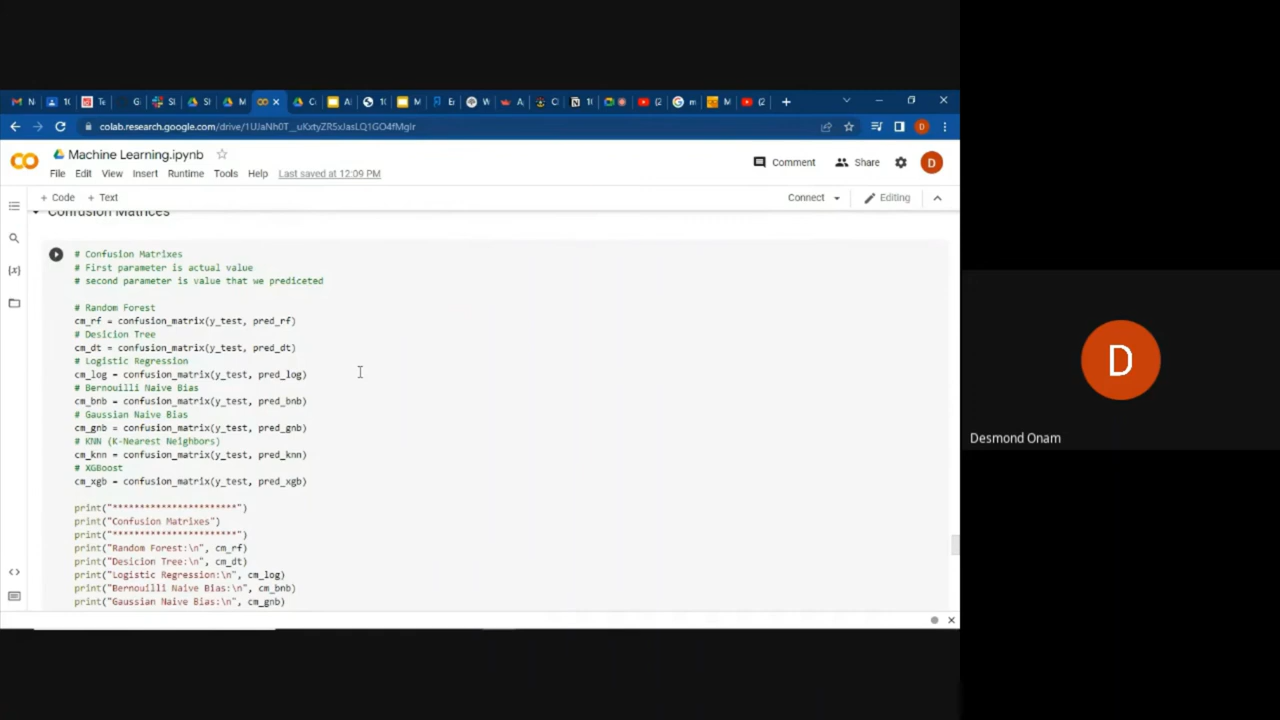 colab.research.google.com/drive/1UJaNh0T__uKxtyZR5xJasLQ1GO4fMgIr
Machine Learning.ipynb
Comment
Share
D
File Edit View Insert Runtime Tools Help Last saved at 12:09 PM
+ Code + Text
Connect
Editing
Confusion Matrices
# Confusion Matrixes
# First parameter is actual value
# second parameter is value that we prediceted
# Random Forest
cm_rf = confusion_matrix(y_test, pred_rf)
# Desicion Tree
cm_dt = confusion_matrix(y_test, pred_dt)
# Logistic Regression
cm_log = confusion_matrix(y_test, pred_log)
# Bernouilli Naive Bias
cm_bnb = confusion_matrix(y_test, pred_bnb)
# Gaussian Naive Bias
cm_gnb = confusion_matrix(y_test, pred_gnb)
# KNN (K-Nearest Neighbors)
cm_knn = confusion_matrix(y_test, pred_knn)
# XGBoost
cm_xgb = confusion_matrix(y_test, pred_xgb)
print("***********************")
print("Confusion Matrixes")
print("***********************")
print("Random Forest:\n", cm_rf)
print("Desicion Tree:\n", cm_dt)
print("Logistic Regression:\n", cm_log)
print("Bernouilli Naive Bias:\n", cm_bnb)
print("Gaussian Naive Bias:\n", cm_gnb)
D
Desmond Onam